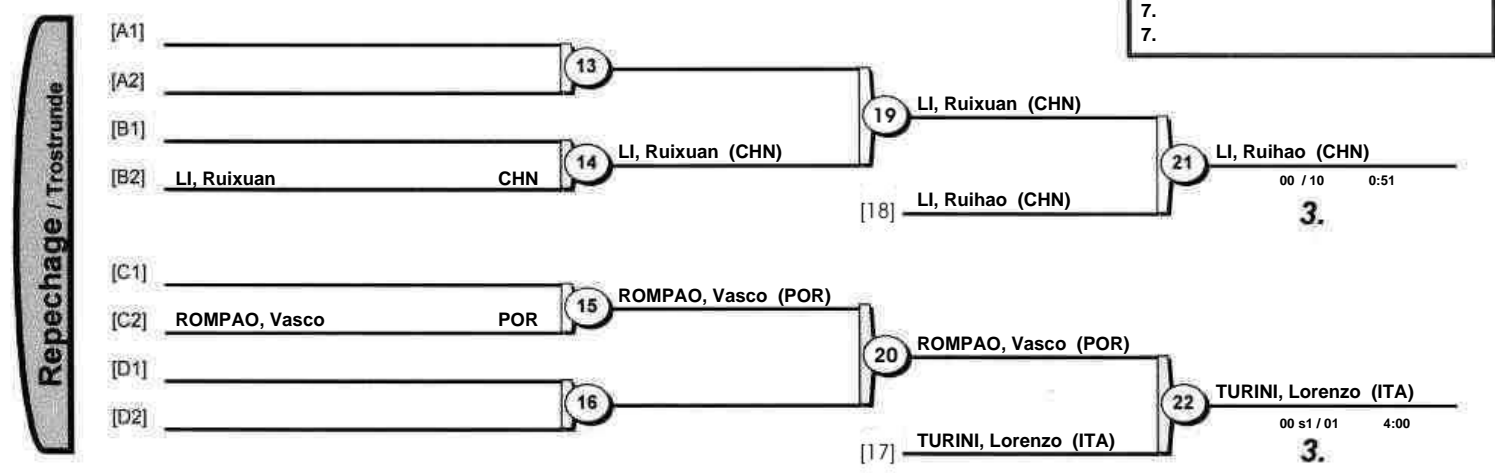 7.
7.
Repechage / Trostrunde
[A1]
13
[A2]
[B1]
14
LI, Ruixuan (CHN)
[B2] LI, Ruixuan CHN
19
LI, Ruixuan (CHN)
[18] LI, Ruihao (CHN)
21
LI, Ruihao (CHN)
00 / 10 0:51
3.
[C1]
15
ROMPAO, Vasco (POR)
[C2] ROMPAO, Vasco POR
[D1]
16
[D2]
20
ROMPAO, Vasco (POR)
[17] TURINI, Lorenzo (ITA)
22
TURINI, Lorenzo (ITA)
00 s1 / 01 4:00
3.